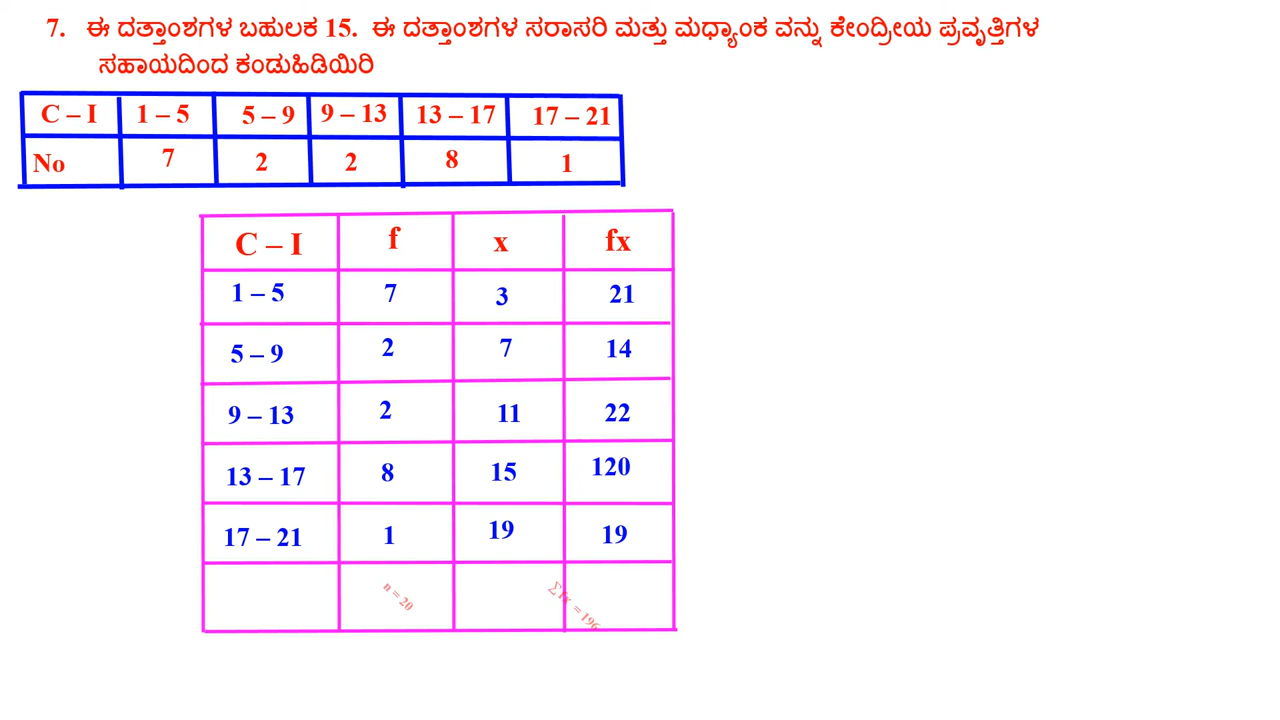 7. ಈ ದತ್ತಾಂಶಗಳ ಬಹುಲಕ 15. ಈ ದತ್ತಾಂಶಗಳ ಸರಾಸರಿ ಮತ್ತು ಮಧ್ಯಾಂಕ ವನ್ನು ಕೇಂದ್ರೀಯ ಪ್ರವೃತ್ತಿಗಳ
ಸಹಾಯದಿಂದ ಕಂಡುಹಿಡಿಯಿರಿ
C – I 1 – 5 5 – 9 9 – 13 13 – 17 17 – 21
No 7 2 2 8 1
C – I f x fx
1 – 5 7 3 21
5 – 9 2 7 14
9 – 13 2 11 22
13 – 17 8 15 120
17 – 21 1 19 19
n = 20 ∑fx = 196